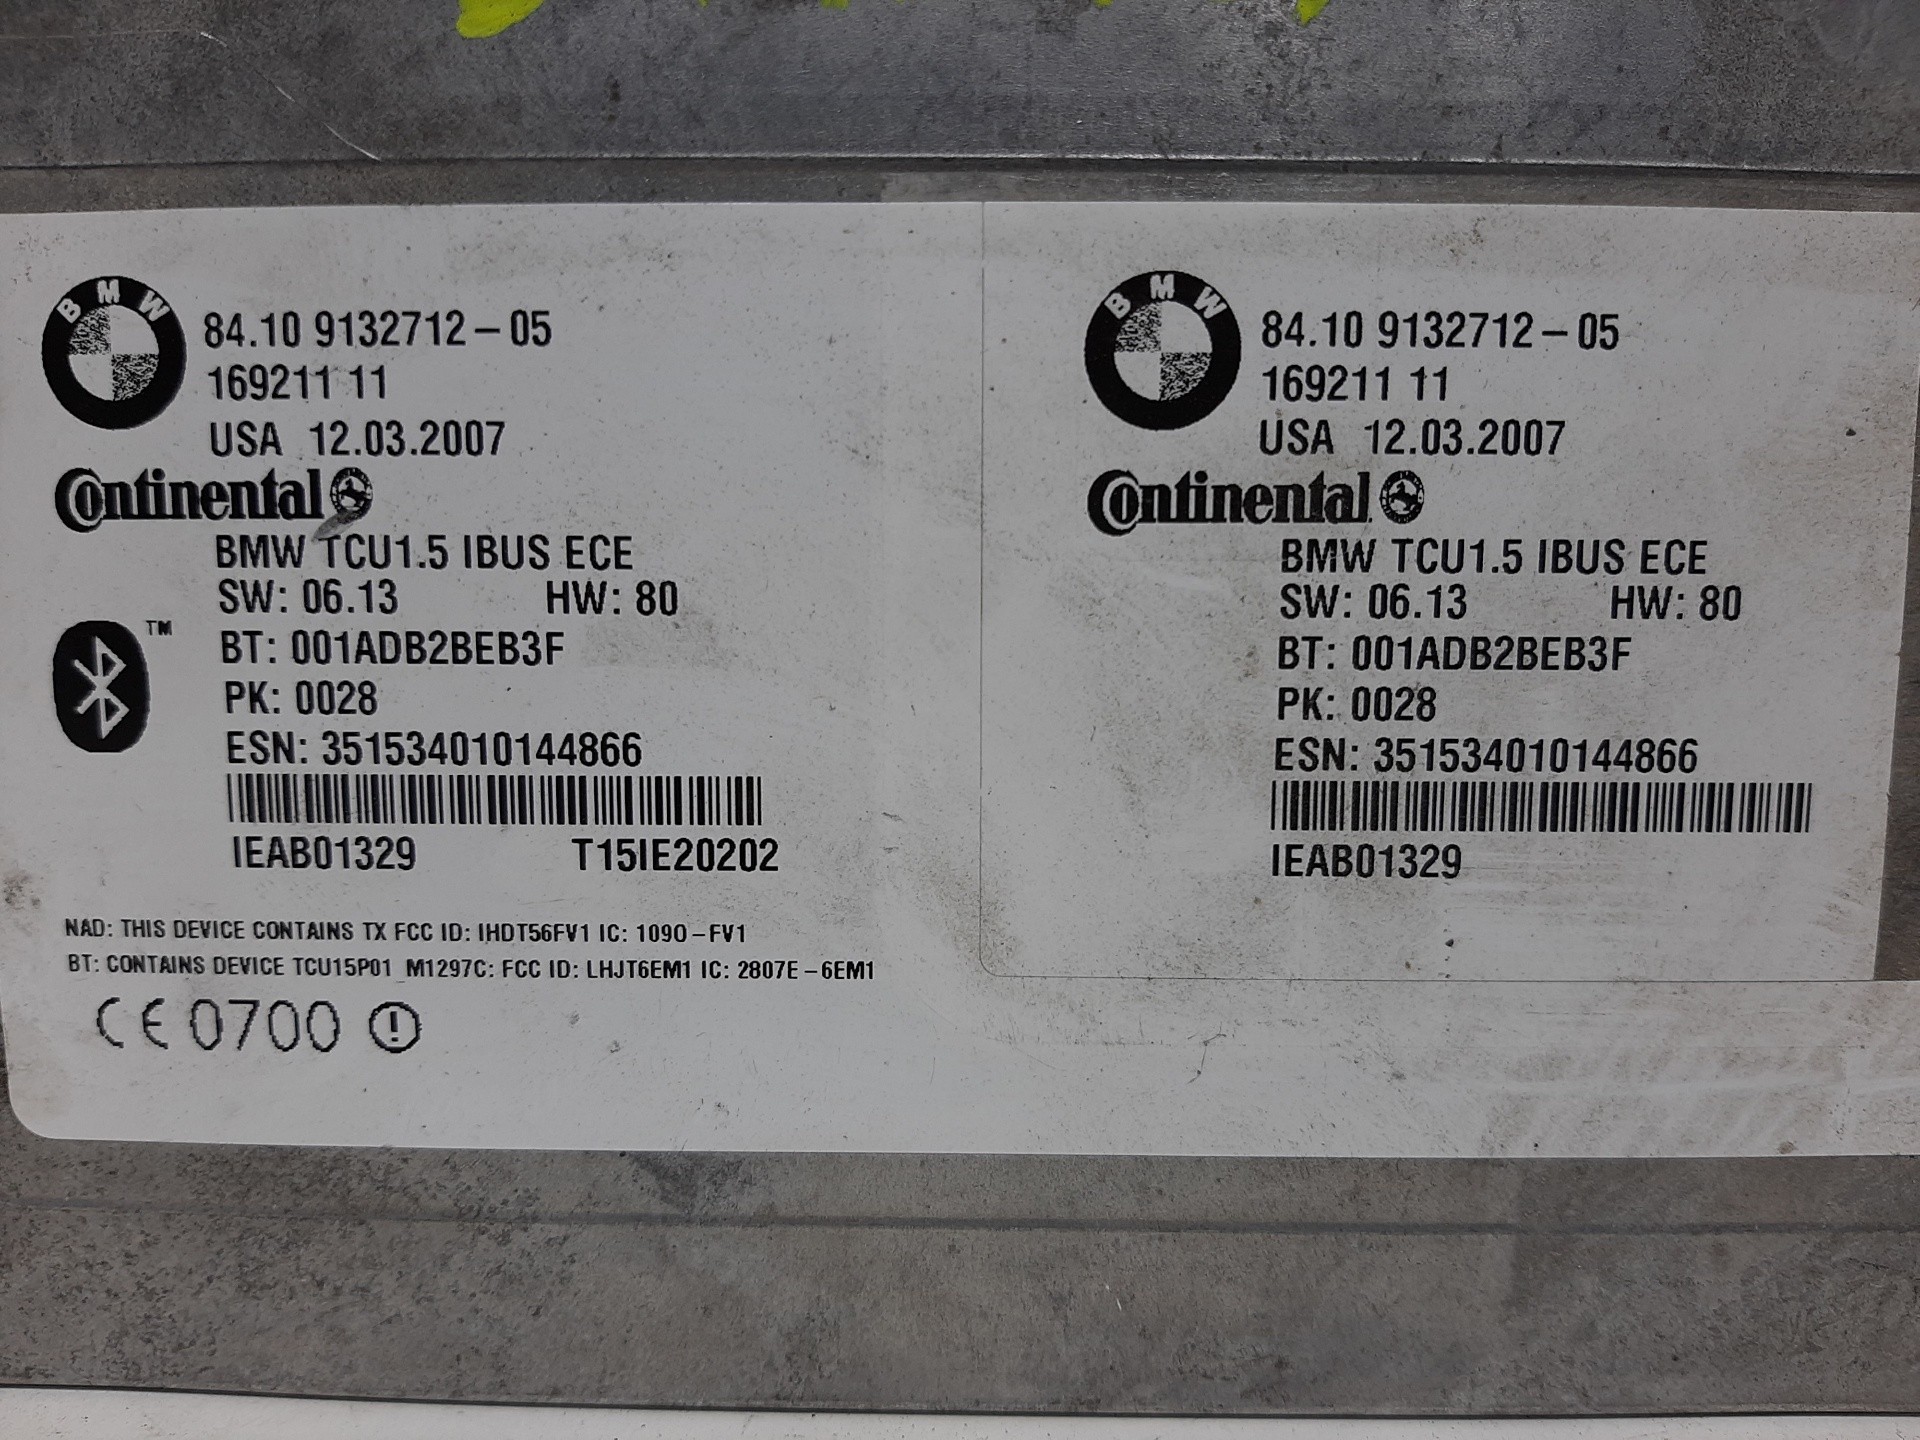 BMW
84.10 9132712-05
169211 11
USA 12.03.2007
Continental
BMW TCU1.5 IBUS ECE
SW: 06.13 HW: 80
TM
BT: 001ADB2BEB3F
PK: 0028
ESN: 351534010144866
IEAB01329 T15IE20202
NAD: THIS DEVICE CONTAINS TX FCC ID: IHDT56FV1 IC: 1090-FV1
BT: CONTAINS DEVICE TCU15P01_M1297C: FCC ID: LHJT6EM1 IC: 2807E-6EM1
CE 0700 !
BMW
84.10 9132712-05
169211 11
USA 12.03.2007
Continental
BMW TCU1.5 IBUS ECE
SW: 06.13 HW: 80
BT: 001ADB2BEB3F
PK: 0028
ESN: 351534010144866
IEAB01329